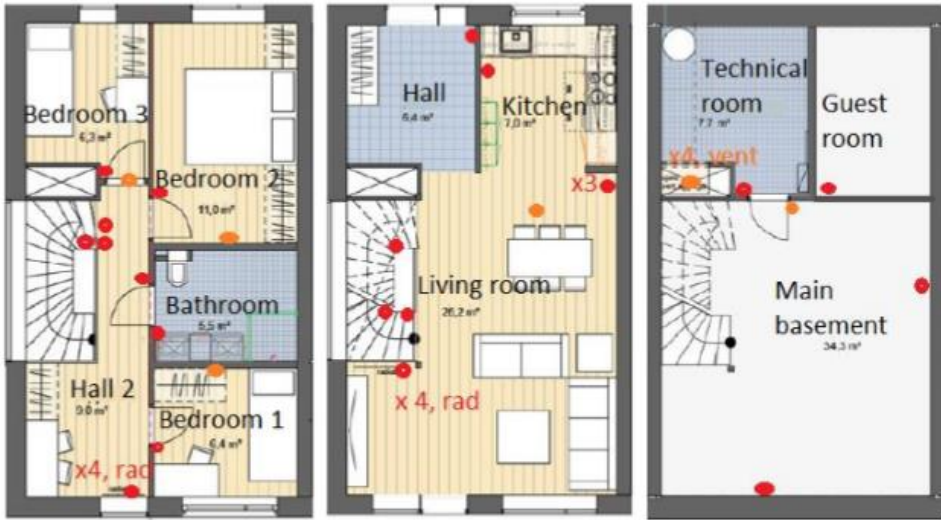 Bedroom 3
6,3 m²
Bedroom 2
11,0 m²
Bathroom
5,5 m²
Hall 2
9,0 m²
Bedroom 1
6,4 m²
x4, rad
Hall
6,4 m²
Kitchen
7,0 m²
x3
Living room
26,2 m²
x 4, rad
Technical
room
7,7 m²
Guest
room
x4, vent
Main
basement
34,3 m²